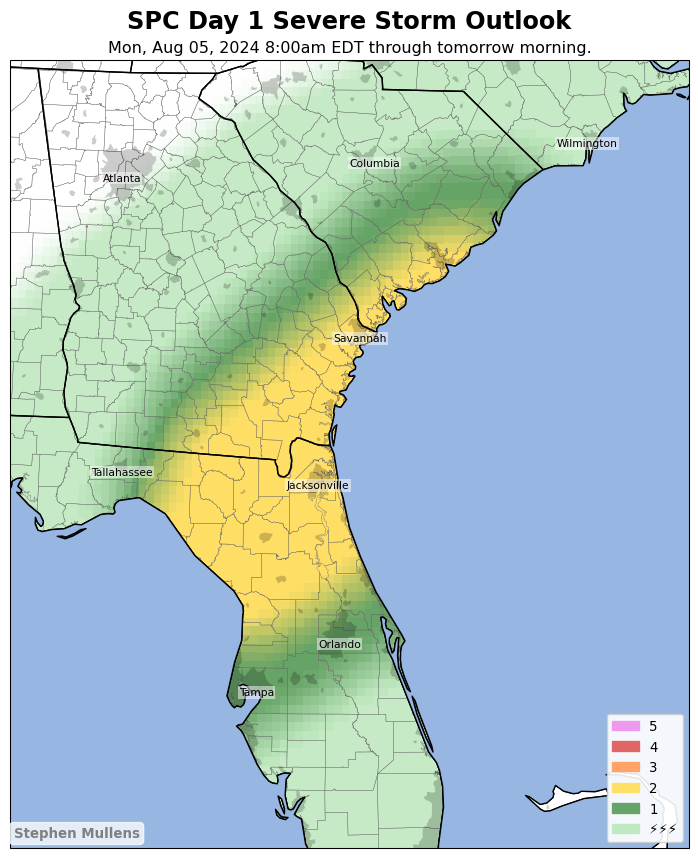 SPC Day 1 Severe Storm Outlook
Mon, Aug 05, 2024 8:00am EDT through tomorrow morning.
Wilmington
Columbia
Atlanta
Savannah
Tallahassee
Jacksonville
Orlando
Tampa
5
4
3
2
1
⚡⚡⚡
Stephen Mullens